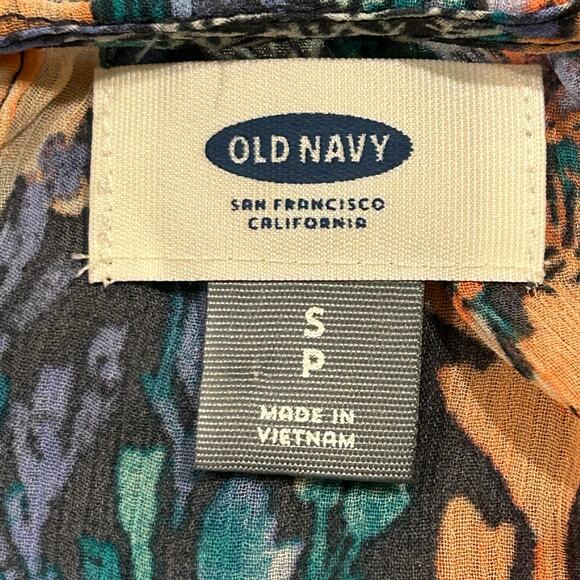 OLD NAVY
SAN FRANCISCO
CALIFORNIA
S
P
MADE IN
VIETNAM